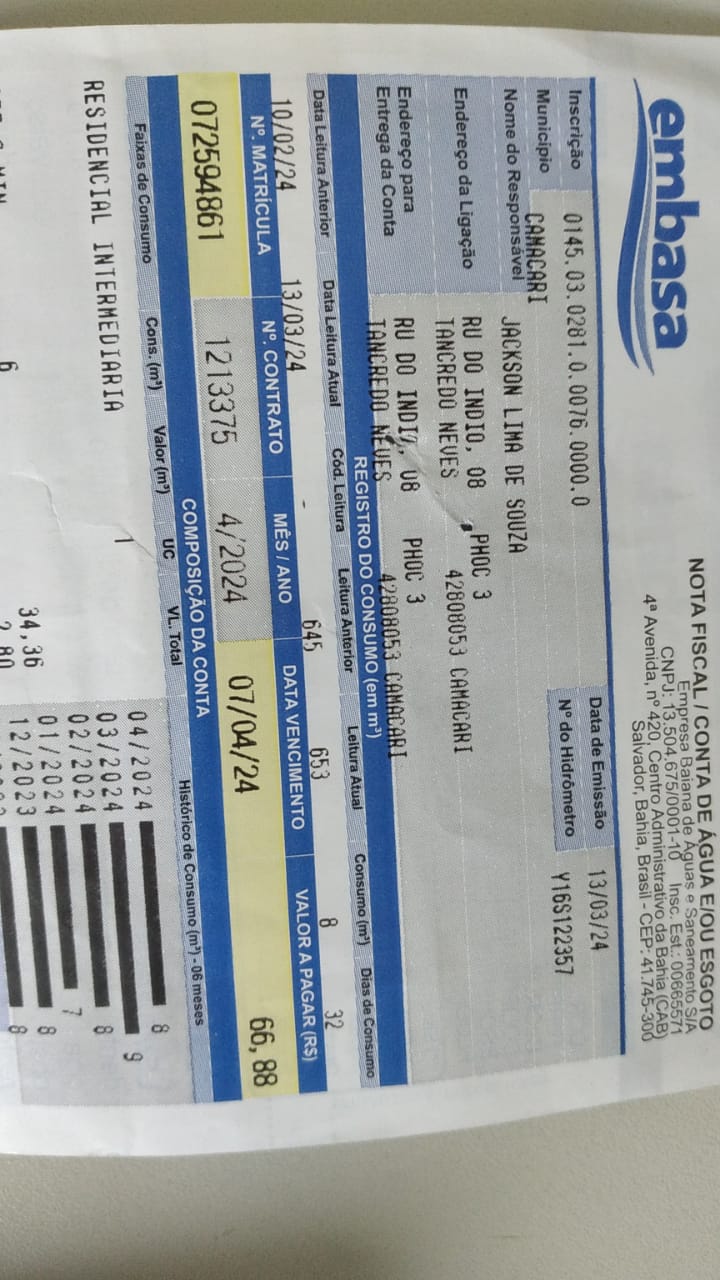 embasa
NOTA FISCAL / CONTA DE ÁGUA E/OU ESGOTO
Empresa Baiana de Águas e Saneamento S/A
CNPJ: 13.504.675/0001-10 Insc. Est.: 00665571
4ª Avenida, nº 420, Centro Administrativo da Bahia (CAB)
Salvador, Bahia, Brasil - CEP: 41.745-300
Inscrição 0145.03.0281.0.0076.0000.0 Data de Emissão 13/03/24
Município CAMACARI Nº do Hidrômetro Y16S122357
Nome do Responsável JACKSON LIMA DE SOUZA
Endereço da Ligação RU DO INDIO, 08 PHOC 3
TANCREDO NEVES 42808053 CAMACARI
Endereço para RU DO INDIO, 08 PHOC 3
Entrega da Conta TANCREDO NEVES 42808053 CAMACARI
REGISTRO DO CONSUMO (em m³)
Data Leitura Anterior Data Leitura Atual Cód. Leitura Leitura Anterior Leitura Atual Consumo (m³) Dias de Consumo
10/02/24 13/03/24 - 645 653 8 32
Nº. MATRÍCULA Nº. CONTRATO MÊS / ANO DATA VENCIMENTO VALOR A PAGAR (R$)
072594861 1213375 4/2024 07/04/24 66,88
COMPOSIÇÃO DA CONTA
Faixas de Consumo Cons. (m³) Valor (m³) UC VL. Total Histórico de Consumo (m³) - 06 meses
RESIDENCIAL INTERMEDIARIA 1
04/2024 8
03/2024 9
02/2024 8
01/2024 7
12/2023 8
6 34,36
2,80
8